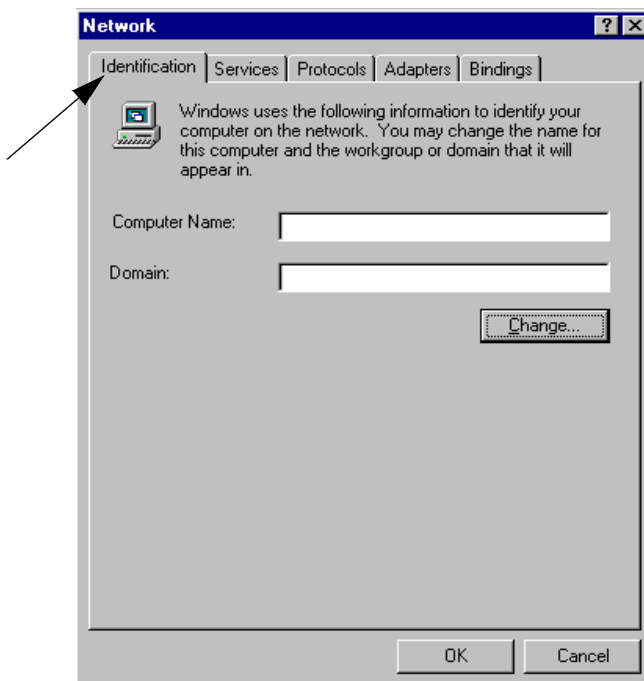 Network
Identification Services Protocols Adapters Bindings
Windows uses the following information to identify your
computer on the network. You may change the name for
this computer and the workgroup or domain that it will
appear in.
Computer Name:
Domain:
Change...
OK Cancel